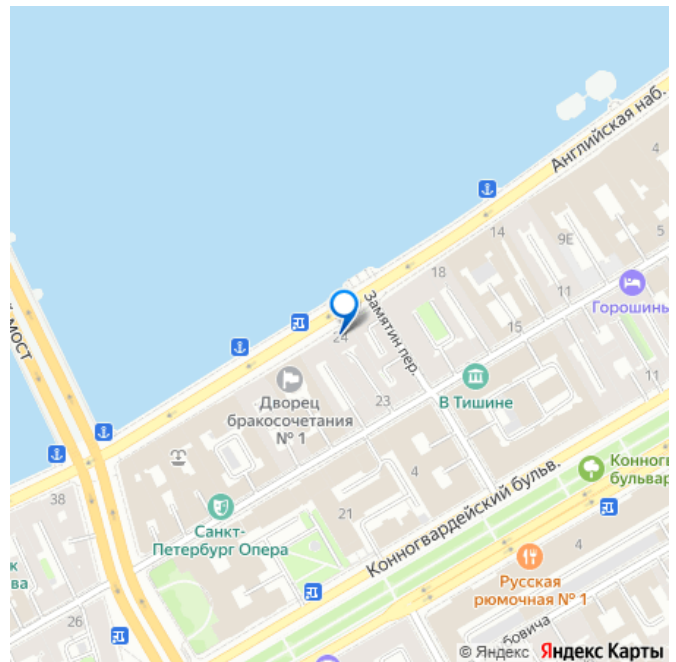 Английская наб.
4
14
9Е
5
18
Замятин пер.
11
Горошины
15
24
мост
В Тишине
11
23
Дворец
бракосочетания
№ 1
4
Конногвардейский бульв.
Конногв
бульвар
38
21
Санкт-
Петербург Опера
4
Русская
рюмочная № 1
к
ва
26
бовича
© Яндекс Яндекс Карты